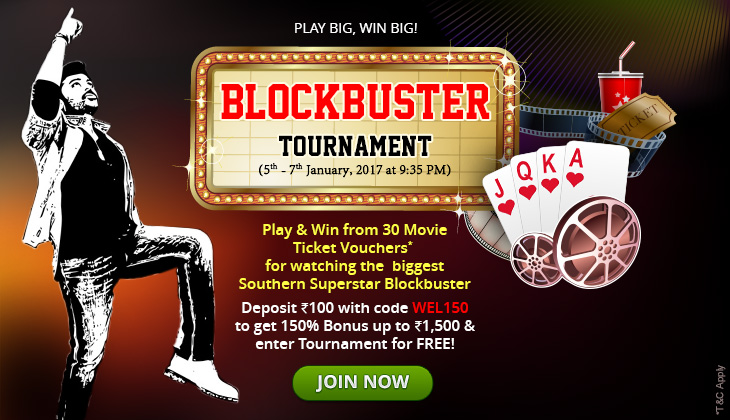 PLAY BIG, WIN BIG!
BLOCKBUSTER
TOURNAMENT
(5th - 7th January, 2017 at 9:35 PM)
TICKET
J Q K A
Play & Win from 30 Movie
Ticket Vouchers*
for watching the biggest
Southern Superstar Blockbuster
Deposit ₹100 with code WEL150
to get 150% Bonus up to ₹1,500 &
enter Tournament for FREE!
JOIN NOW
*T&C Apply